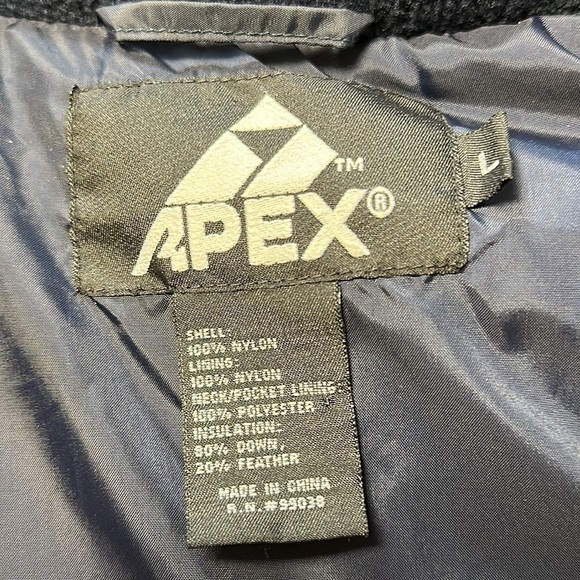 TM
APEX®
L
SHELL:
100% NYLON
LINING:
100% NYLON
NECK/POCKET LINING:
100% POLYESTER
INSULATION:
80% DOWN,
20% FEATHER
MADE IN CHINA
R.N.#99038